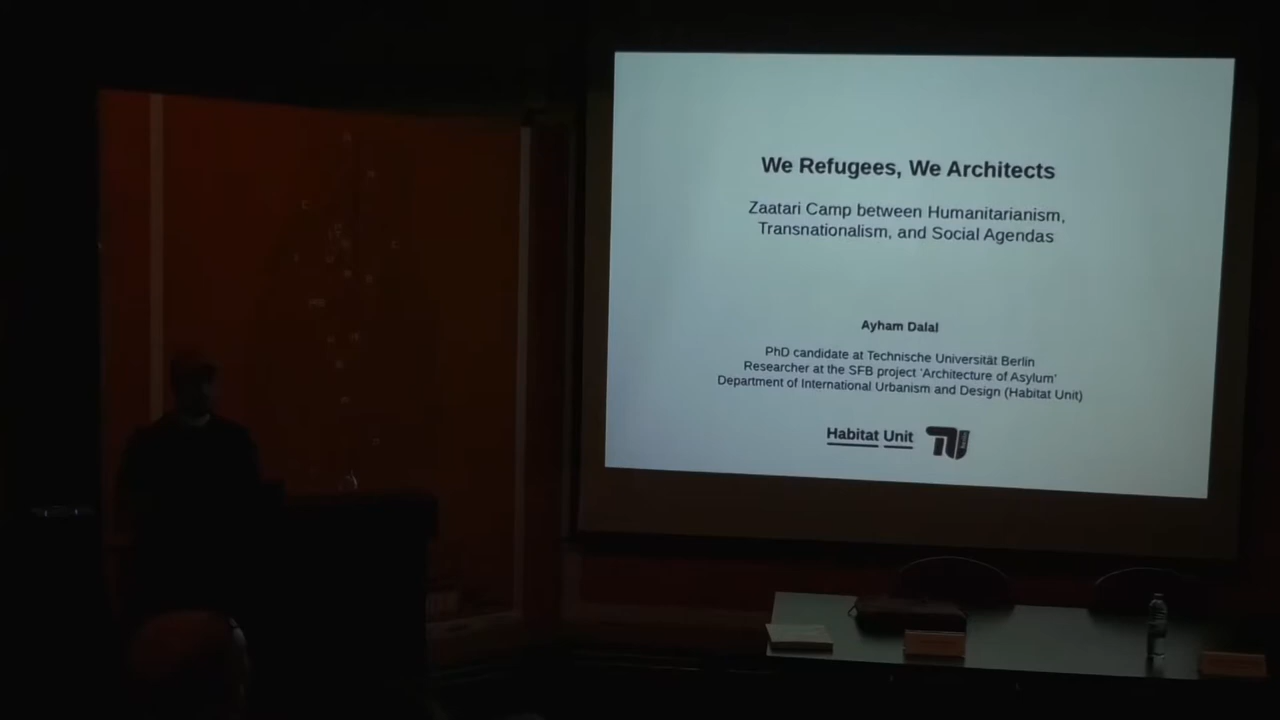 We Refugees, We Architects
Zaatari Camp between Humanitarianism,
Transnationalism, and Social Agendas
Ayham Dalal
PhD candidate at Technische Universität Berlin
Researcher at the SFB project 'Architecture of Asylum'
Department of International Urbanism and Design (Habitat Unit)
Habitat Unit